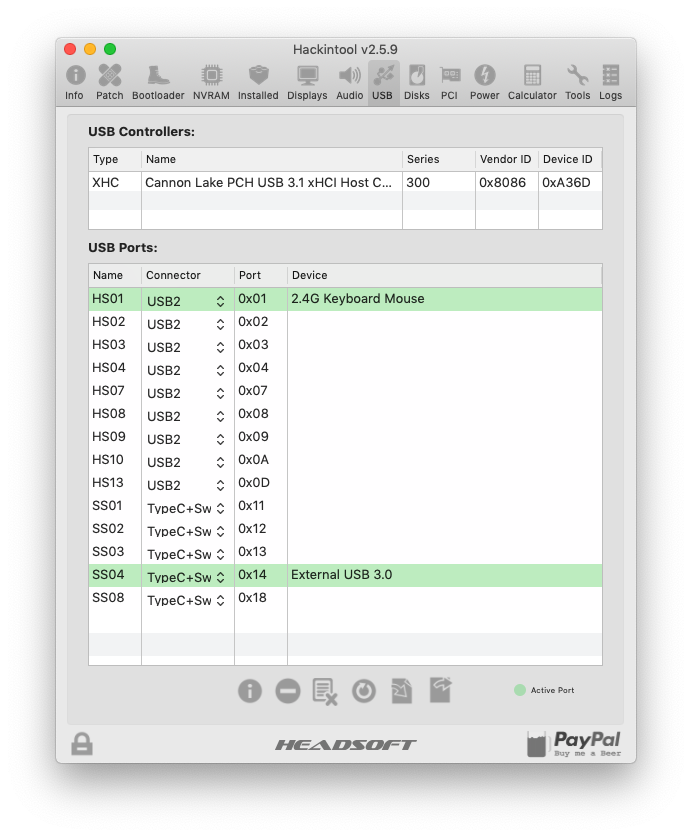 Hackintool v2.5.9
Info Patch Bootloader NVRAM Installed Displays Audio USB Disks PCI Power Calculator Tools Logs
USB Controllers:
Type Name Series Vendor ID Device ID
XHC Cannon Lake PCH USB 3.1 xHCI Host C... 300 0x8086 0xA36D
USB Ports:
Name Connector Port Device
HS01 USB2 0x01 2.4G Keyboard Mouse
HS02 USB2 0x02
HS03 USB2 0x03
HS04 USB2 0x04
HS07 USB2 0x07
HS08 USB2 0x08
HS09 USB2 0x09
HS10 USB2 0x0A
HS13 USB2 0x0D
SS01 TypeC+Sw 0x11
SS02 TypeC+Sw 0x12
SS03 TypeC+Sw 0x13
SS04 TypeC+Sw 0x14 External USB 3.0
SS08 TypeC+Sw 0x18
Active Port
HEADSOFT
PayPal
Buy me a Beer